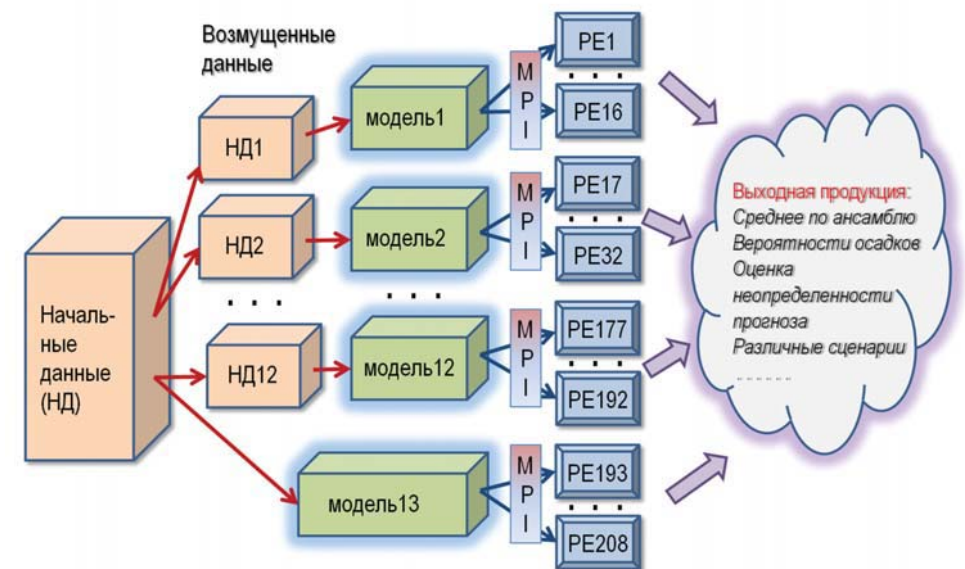 Возмущенные
данные
НД1
модель1
M
P
I
PE1
. . .
PE16
НД2
модель2
M
P
I
PE17
. . .
PE32
. . .
. . .
НД12
модель12
M
P
I
PE177
. . .
PE192
Началь-
ные
данные
(НД)
модель13
M
P
I
PE193
. . .
PE208
Выходная продукция:
Среднее по ансамблю
Вероятности осадков
Оценка
неопределенности
прогноза
Различные сценарии
------